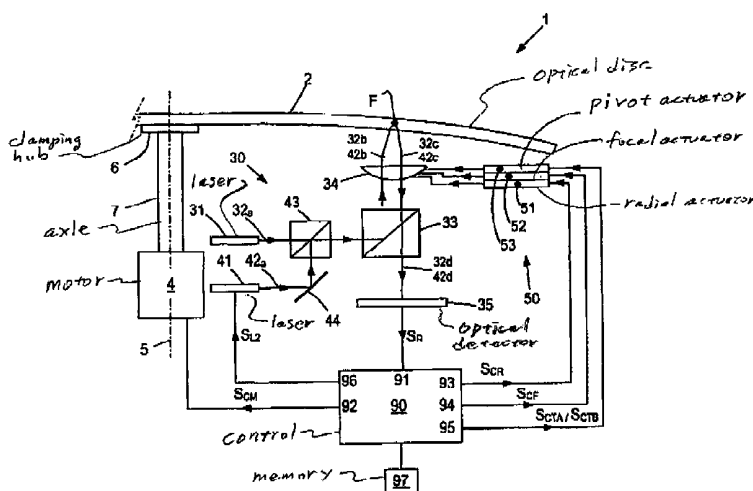 1
2
F
optical disc
pivot actuator
focal actuator
radial actuator
clamping
hub
6
32b
42b
32c
42c
34
30
laser
31
32a
43
33
51
52
53
50
7
axle
motor
4
41
42a
44
laser
32d
42d
35
optical
detector
5
SL2
SR
96
91
93
SCR
SCM
92
90
94
SCF
95
SCTA/SCTB
control
memory
97